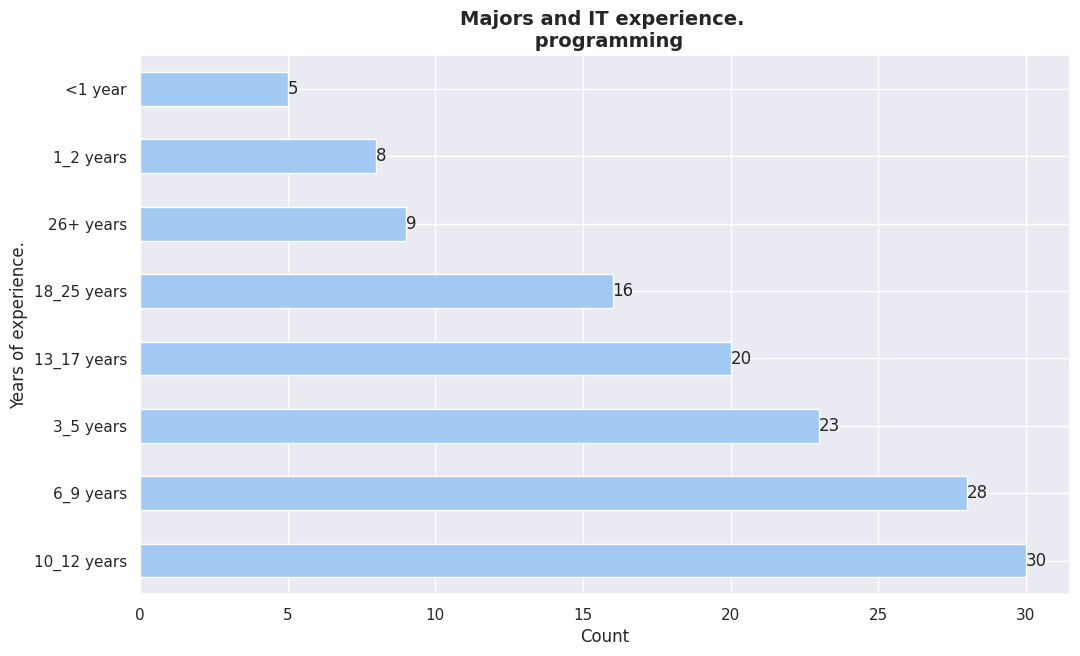 Majors and IT experience.
programming
<1 year
5
1_2 years
8
26+ years
9
18_25 years
16
13_17 years
20
3_5 years
23
6_9 years
28
10_12 years
30
0
5
10
15
20
25
30
Count
Years of experience.